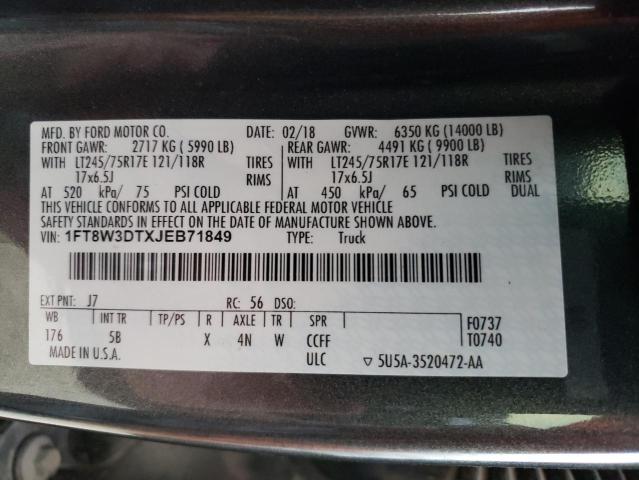 MFD. BY FORD MOTOR CO. DATE: 02/18 GVWR: 6350 KG (14000 LB)
FRONT GAWR: 2717 KG ( 5990 LB) REAR GAWR: 4491 KG ( 9900 LB)
WITH LT245/75R17E 121/118R TIRES WITH LT245/75R17E 121/118R TIRES
17x6.5J RIMS 17x6.5J RIMS
AT 520 kPa/ 75 PSI COLD AT 450 kPa/ 65 PSI COLD DUAL
THIS VEHICLE CONFORMS TO ALL APPLICABLE FEDERAL MOTOR VEHICLE
SAFETY STANDARDS IN EFFECT ON THE DATE OF MANUFACTURE SHOWN ABOVE.
VIN: 1FT8W3DTXJEB71849 TYPE: Truck
EXT PNT: J7 RC: 56 DSO:
WB INT TR TP/PS R AXLE TR SPR F0737
176 5B X 4N W CCFF T0740
MADE IN U.S.A. ULC ▽ 5U5A-3520472-AA